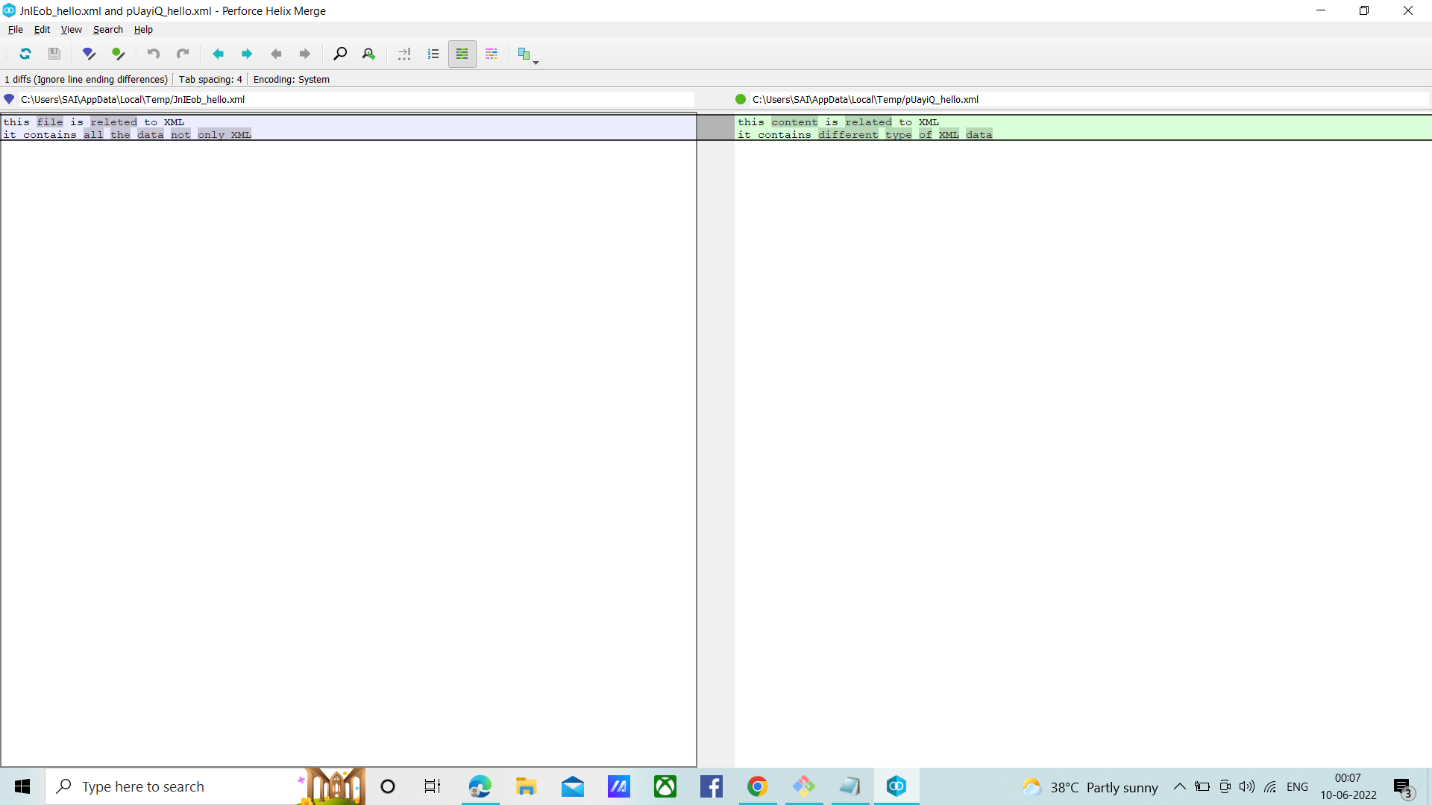 JnIEob_hello.xml and pUayiQ_hello.xml - Perforce Helix Merge
File Edit View Search Help
1 diffs (Ignore line ending differences) Tab spacing: 4 Encoding: System
C:\Users\SAI\AppData\Local\Temp/JnIEob_hello.xml
C:\Users\SAI\AppData\Local\Temp/pUayiQ_hello.xml
this file is releted to XML
it contains all the data not only XML
this content is related to XML
it contains different type of XML data
Type here to search
38°C Partly sunny
ENG
00:07
10-06-2022
3